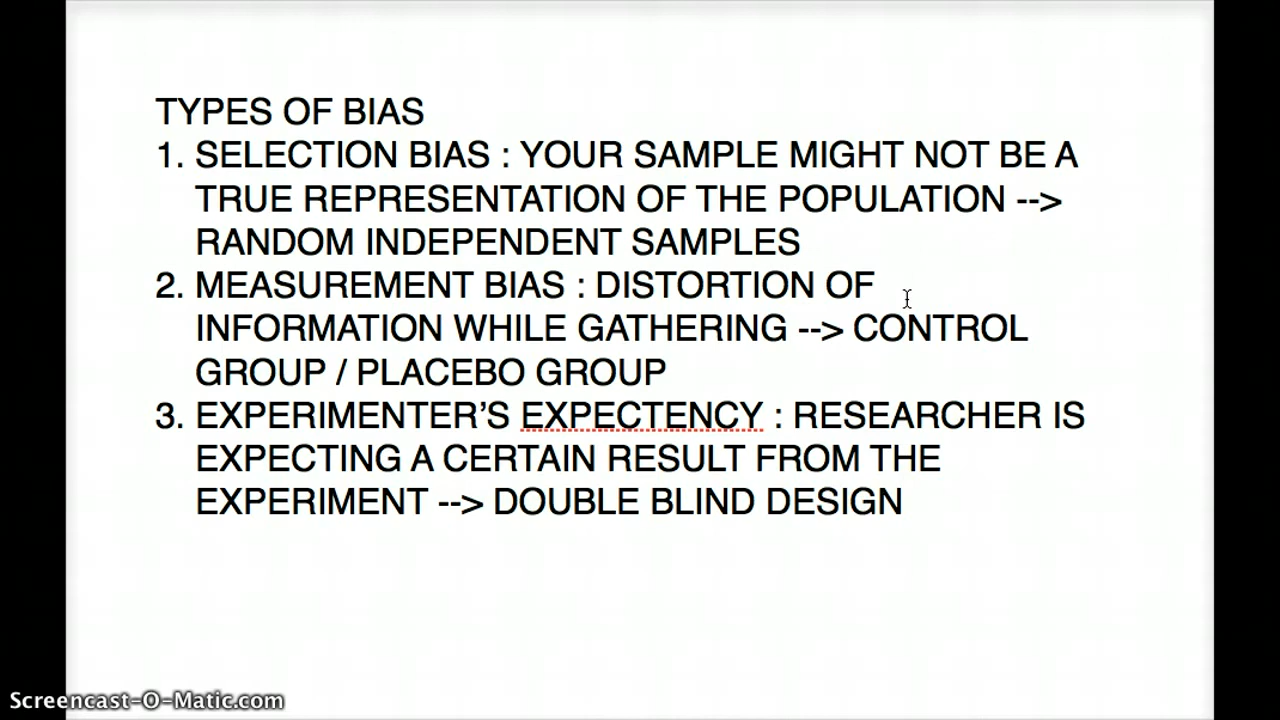 TYPES OF BIAS
1. SELECTION BIAS : YOUR SAMPLE MIGHT NOT BE A
TRUE REPRESENTATION OF THE POPULATION -->
RANDOM INDEPENDENT SAMPLES
2. MEASUREMENT BIAS : DISTORTION OF
INFORMATION WHILE GATHERING --> CONTROL
GROUP / PLACEBO GROUP
3. EXPERIMENTER’S EXPECTENCY : RESEARCHER IS
EXPECTING A CERTAIN RESULT FROM THE
EXPERIMENT --> DOUBLE BLIND DESIGN
Screencast-O-Matic.com